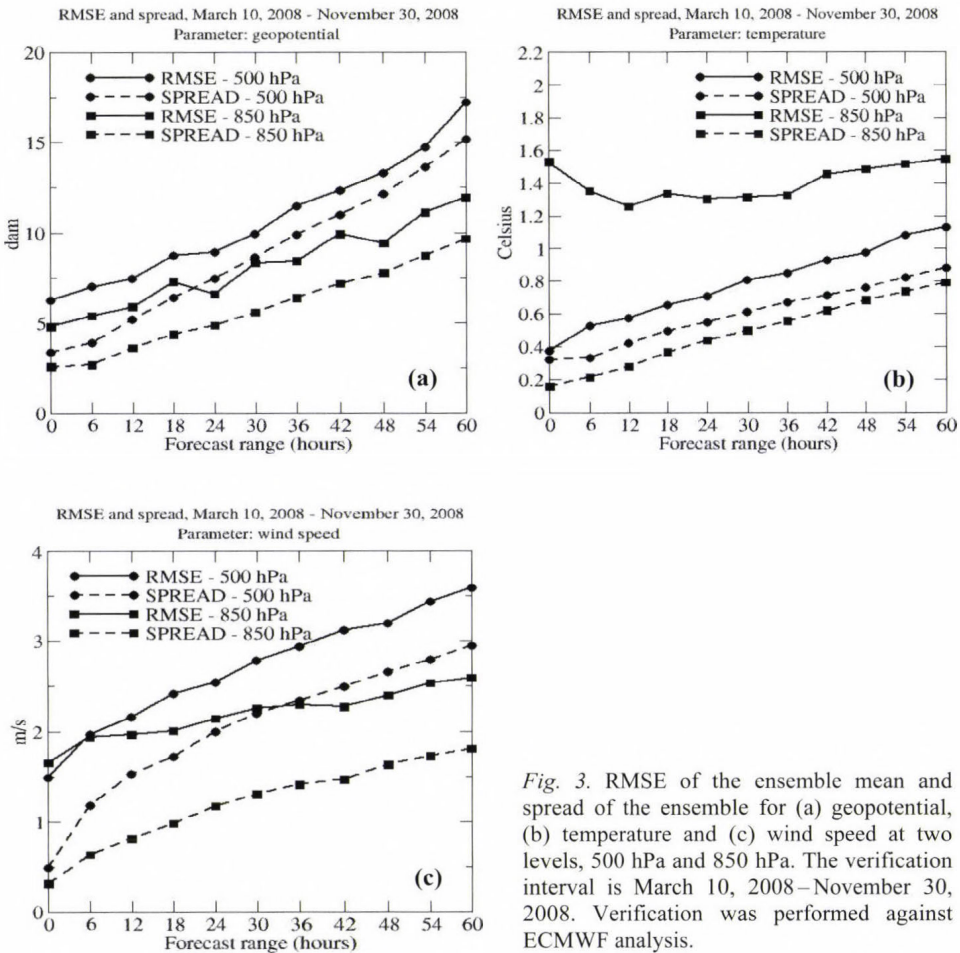 RMSE and spread, March 10, 2008 - November 30, 2008
Parameter: geopotential
20
15
10
5
0
dam
RMSE - 500 hPa
SPREAD - 500 hPa
RMSE - 850 hPa
SPREAD - 850 hPa
(a)
0 6 12 18 24 30 36 42 48 54 60
Forecast range (hours)
RMSE and spread, March 10, 2008 - November 30, 2008
Parameter: temperature
2.2
2
1.8
1.6
1.4
1.2
1
0.8
0.6
0.4
0.2
0
Celsius
RMSE - 500 hPa
SPREAD - 500 hPa
RMSE - 850 hPa
SPREAD - 850 hPa
(b)
0 6 12 18 24 30 36 42 48 54 60
Forecast range (hours)
RMSE and spread, March 10, 2008 - November 30, 2008
Parameter: wind speed
4
3
2
1
0
m/s
RMSE - 500 hPa
SPREAD - 500 hPa
RMSE - 850 hPa
SPREAD - 850 hPa
(c)
0 6 12 18 24 30 36 42 48 54 60
Forecast range (hours)
Fig. 3. RMSE of the ensemble mean and
spread of the ensemble for (a) geopotential,
(b) temperature and (c) wind speed at two
levels, 500 hPa and 850 hPa. The verification
interval is March 10, 2008–November 30,
2008. Verification was performed against
ECMWF analysis.